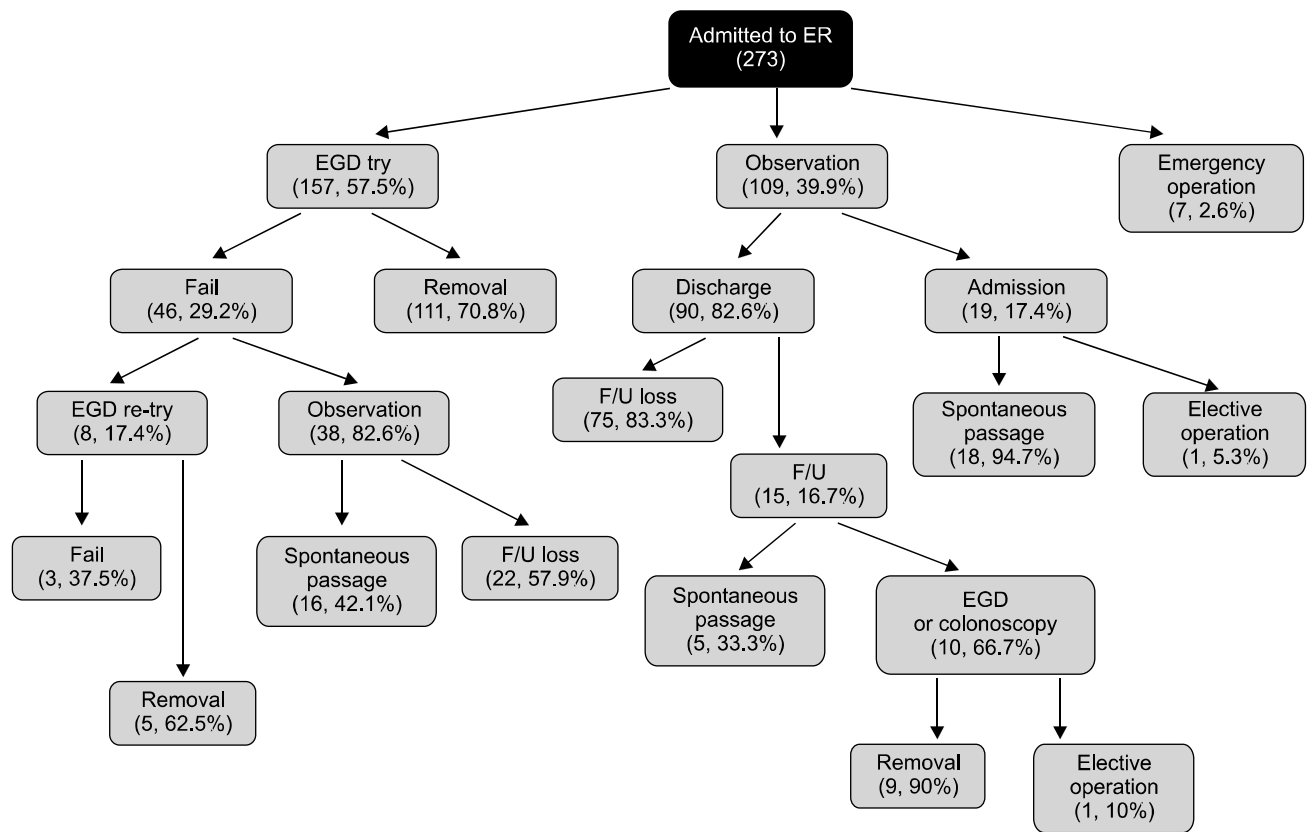 Admitted to ER
(273)
EGD try
(157, 57.5%)
Observation
(109, 39.9%)
Emergency
operation
(7, 2.6%)
Fail
(46, 29.2%)
Removal
(111, 70.8%)
Discharge
(90, 82.6%)
Admission
(19, 17.4%)
EGD re-try
(8, 17.4%)
Observation
(38, 82.6%)
F/U loss
(75, 83.3%)
Spontaneous
passage
(18, 94.7%)
Elective
operation
(1, 5.3%)
F/U
(15, 16.7%)
Fail
(3, 37.5%)
Spontaneous
passage
(16, 42.1%)
F/U loss
(22, 57.9%)
Spontaneous
passage
(5, 33.3%)
EGD
or colonoscopy
(10, 66.7%)
Removal
(5, 62.5%)
Removal
(9, 90%)
Elective
operation
(1, 10%)